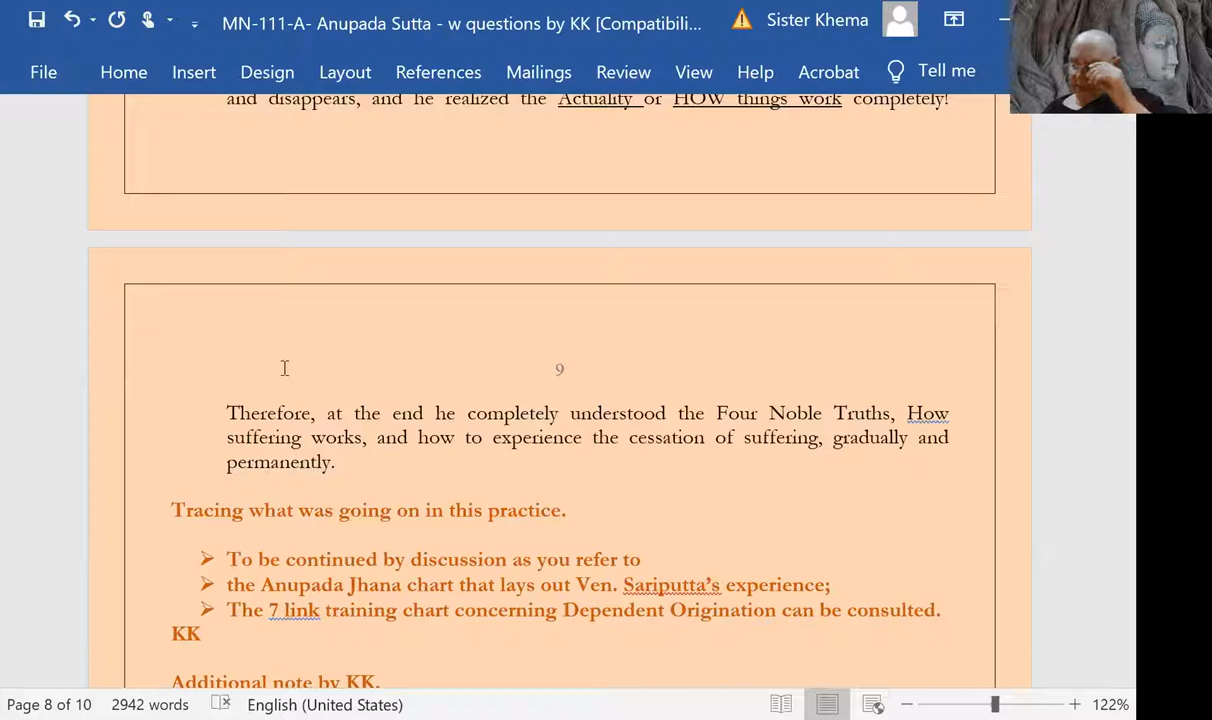 MN-111-A- Anupada Sutta - w questions by KK [Compatibili...
Sister Khema
File Home Insert Design Layout References Mailings Review View Help Acrobat Tell me
and disappears, and he realized the Actuality or HOW things work completely!
9
Therefore, at the end he completely understood the Four Noble Truths, How
suffering works, and how to experience the cessation of suffering, gradually and
permanently.
Tracing what was going on in this practice.
To be continued by discussion as you refer to
the Anupada Jhana chart that lays out Ven. Sariputta's experience;
The 7 link training chart concerning Dependent Origination can be consulted.
KK
Additional note by KK.
Page 8 of 10 2942 words English (United States) 122%